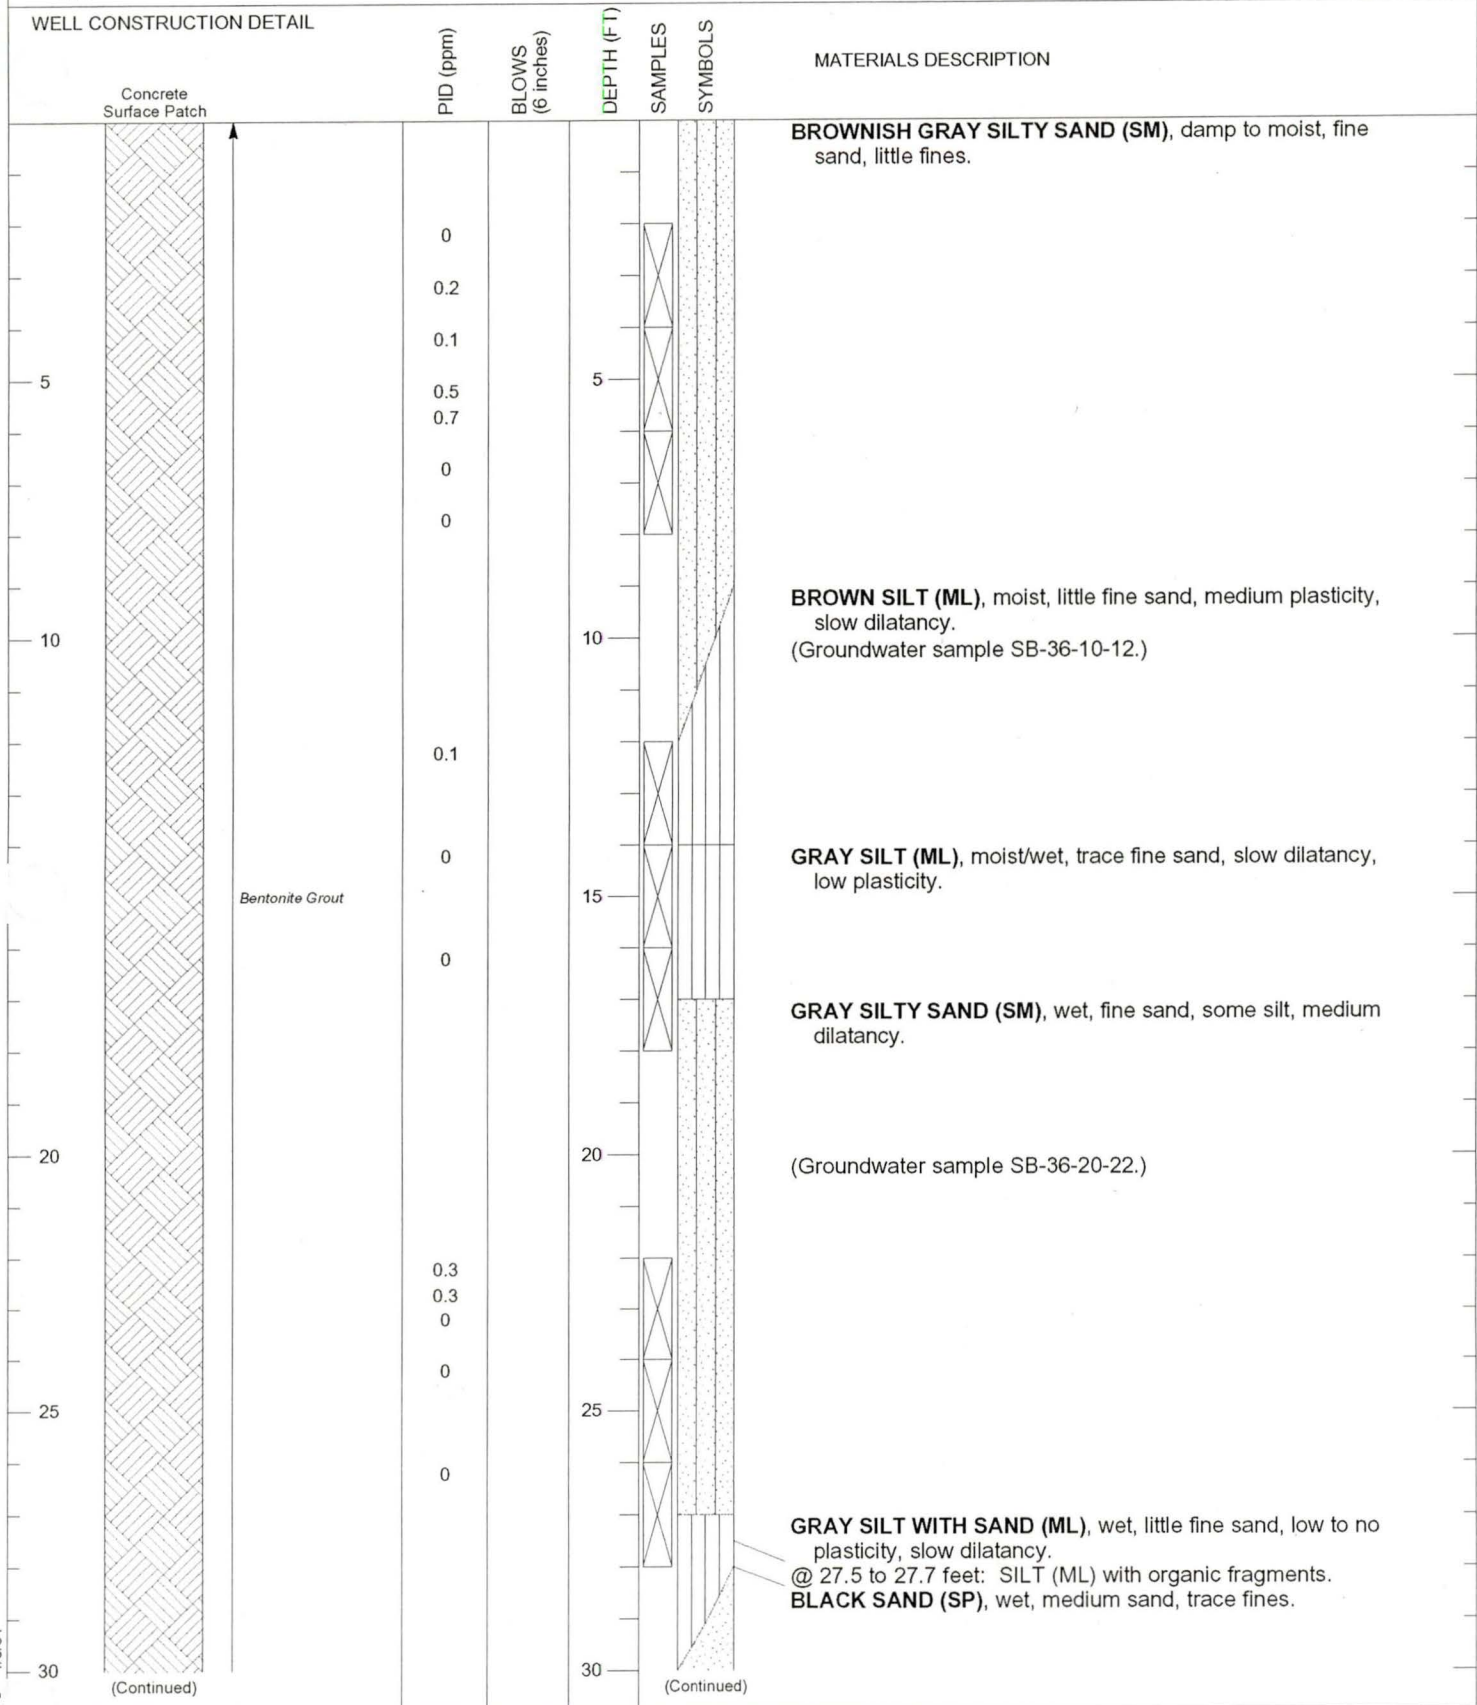 WELL CONSTRUCTION DETAIL
PID (ppm)
BLOWS
(6 inches)
DEPTH (FT)
SAMPLES
SYMBOLS
MATERIALS DESCRIPTION
Concrete
Surface Patch
BROWNISH GRAY SILTY SAND (SM), damp to moist, fine
sand, little fines.
0
0.2
0.1
5
0.5
5
0.7
0
0
BROWN SILT (ML), moist, little fine sand, medium plasticity,
slow dilatancy.
10
10
(Groundwater sample SB-36-10-12.)
0.1
0
GRAY SILT (ML), moist/wet, trace fine sand, slow dilatancy,
low plasticity.
Bentonite Grout
15
0
GRAY SILTY SAND (SM), wet, fine sand, some silt, medium
dilatancy.
20
20
(Groundwater sample SB-36-20-22.)
0.3
0.3
0
0
25
25
0
GRAY SILT WITH SAND (ML), wet, little fine sand, low to no
plasticity, slow dilatancy.
@ 27.5 to 27.7 feet: SILT (ML) with organic fragments.
BLACK SAND (SP), wet, medium sand, trace fines.
30
30
(Continued)
(Continued)